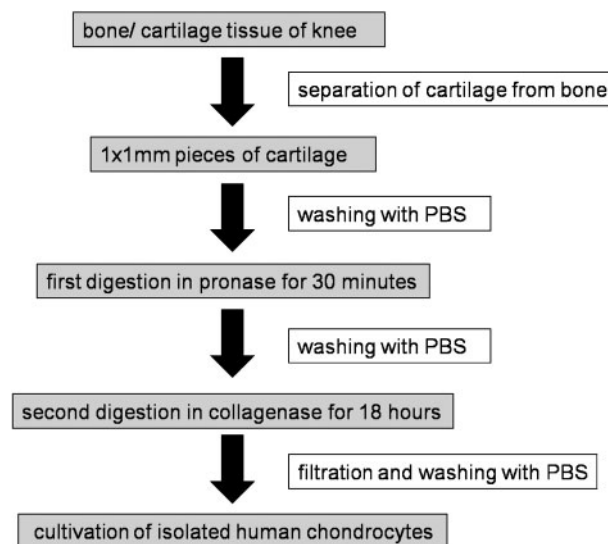 bone/ cartilage tissue of knee
separation of cartilage from bone
1x1mm pieces of cartilage
washing with PBS
first digestion in pronase for 30 minutes
washing with PBS
second digestion in collagenase for 18 hours
filtration and washing with PBS
cultivation of isolated human chondrocytes